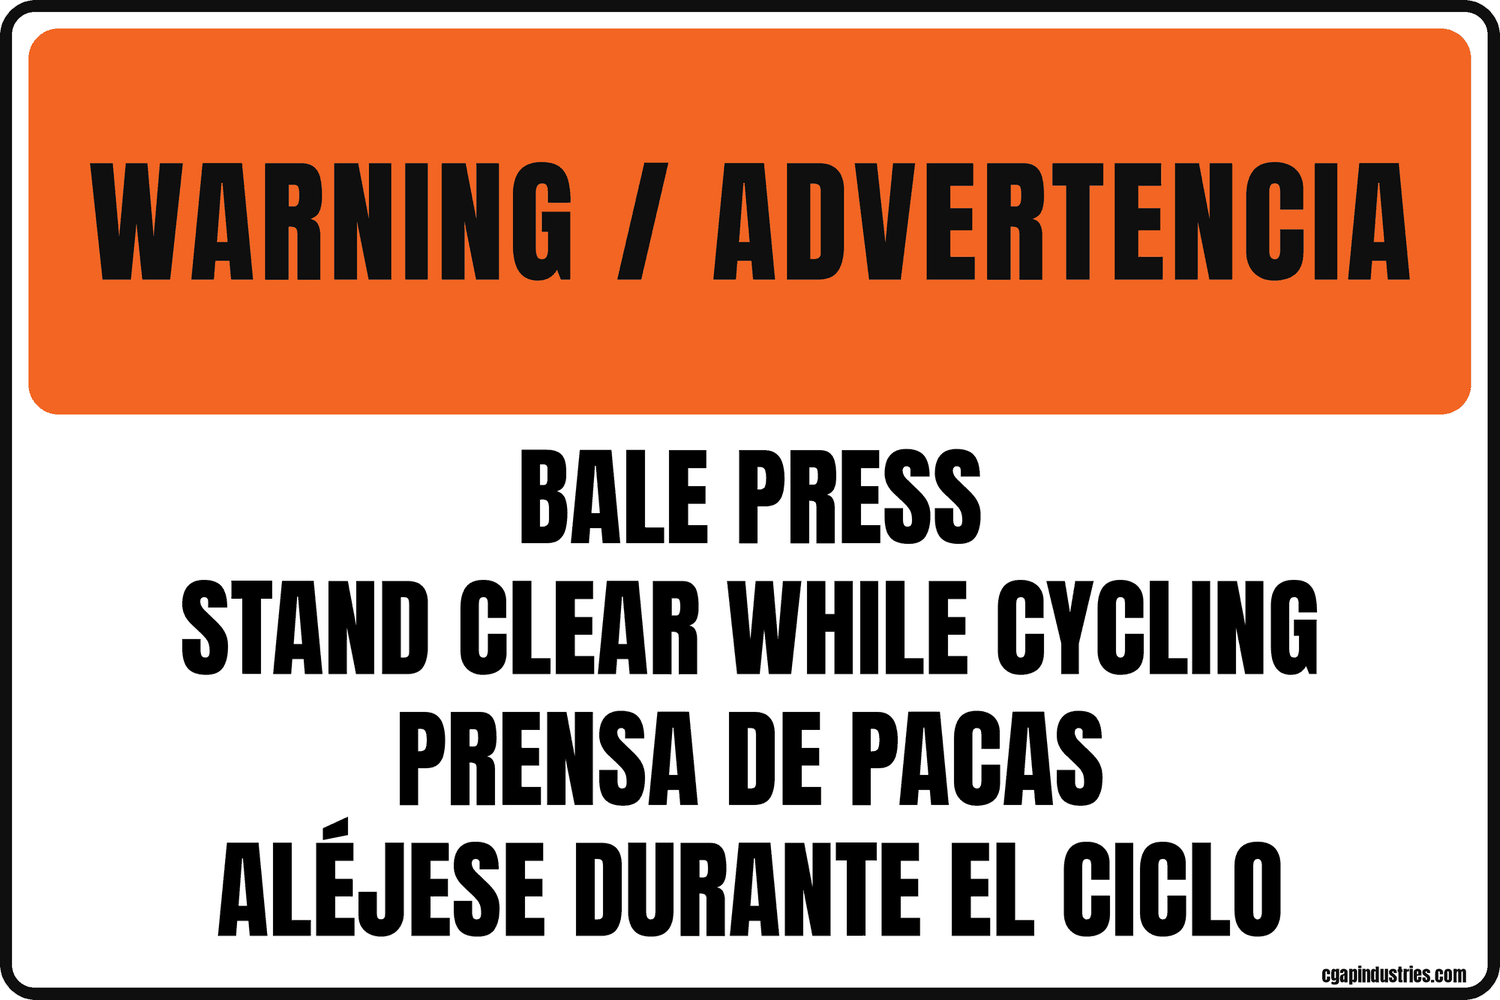 WARNING / ADVERTENCIA
BALE PRESS
STAND CLEAR WHILE CYCLING
PRENSA DE PACAS
ALÉJESE DURANTE EL CICLO
cgapindustries.com